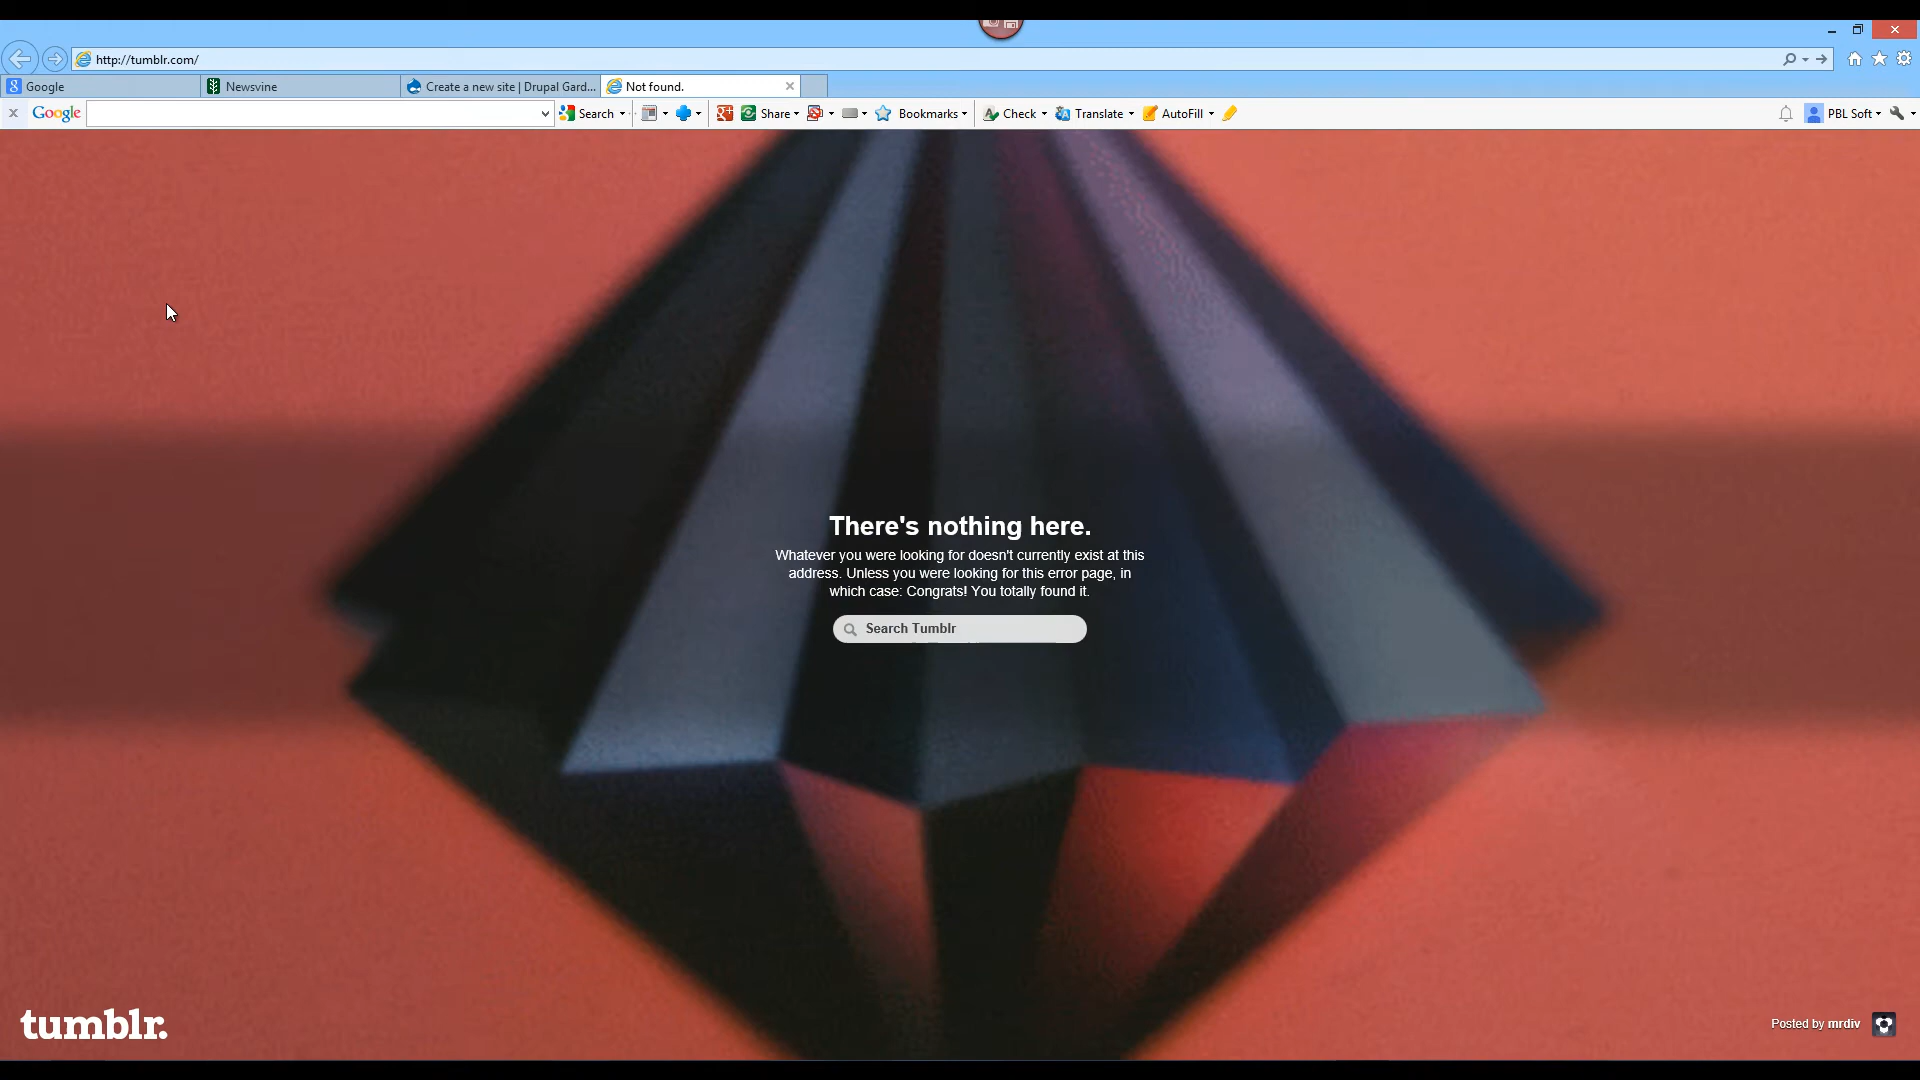 http://tumblr.com/
Google
Newsvine
Create a new site | Drupal Gard...
Not found.
Google
Search
Share
Bookmarks
Check
Translate
AutoFill
PBL Soft
There's nothing here.
Whatever you were looking for doesn't currently exist at this
address. Unless you were looking for this error page, in
which case: Congrats! You totally found it.
Search Tumblr
tumblr.
Posted by mrdiv